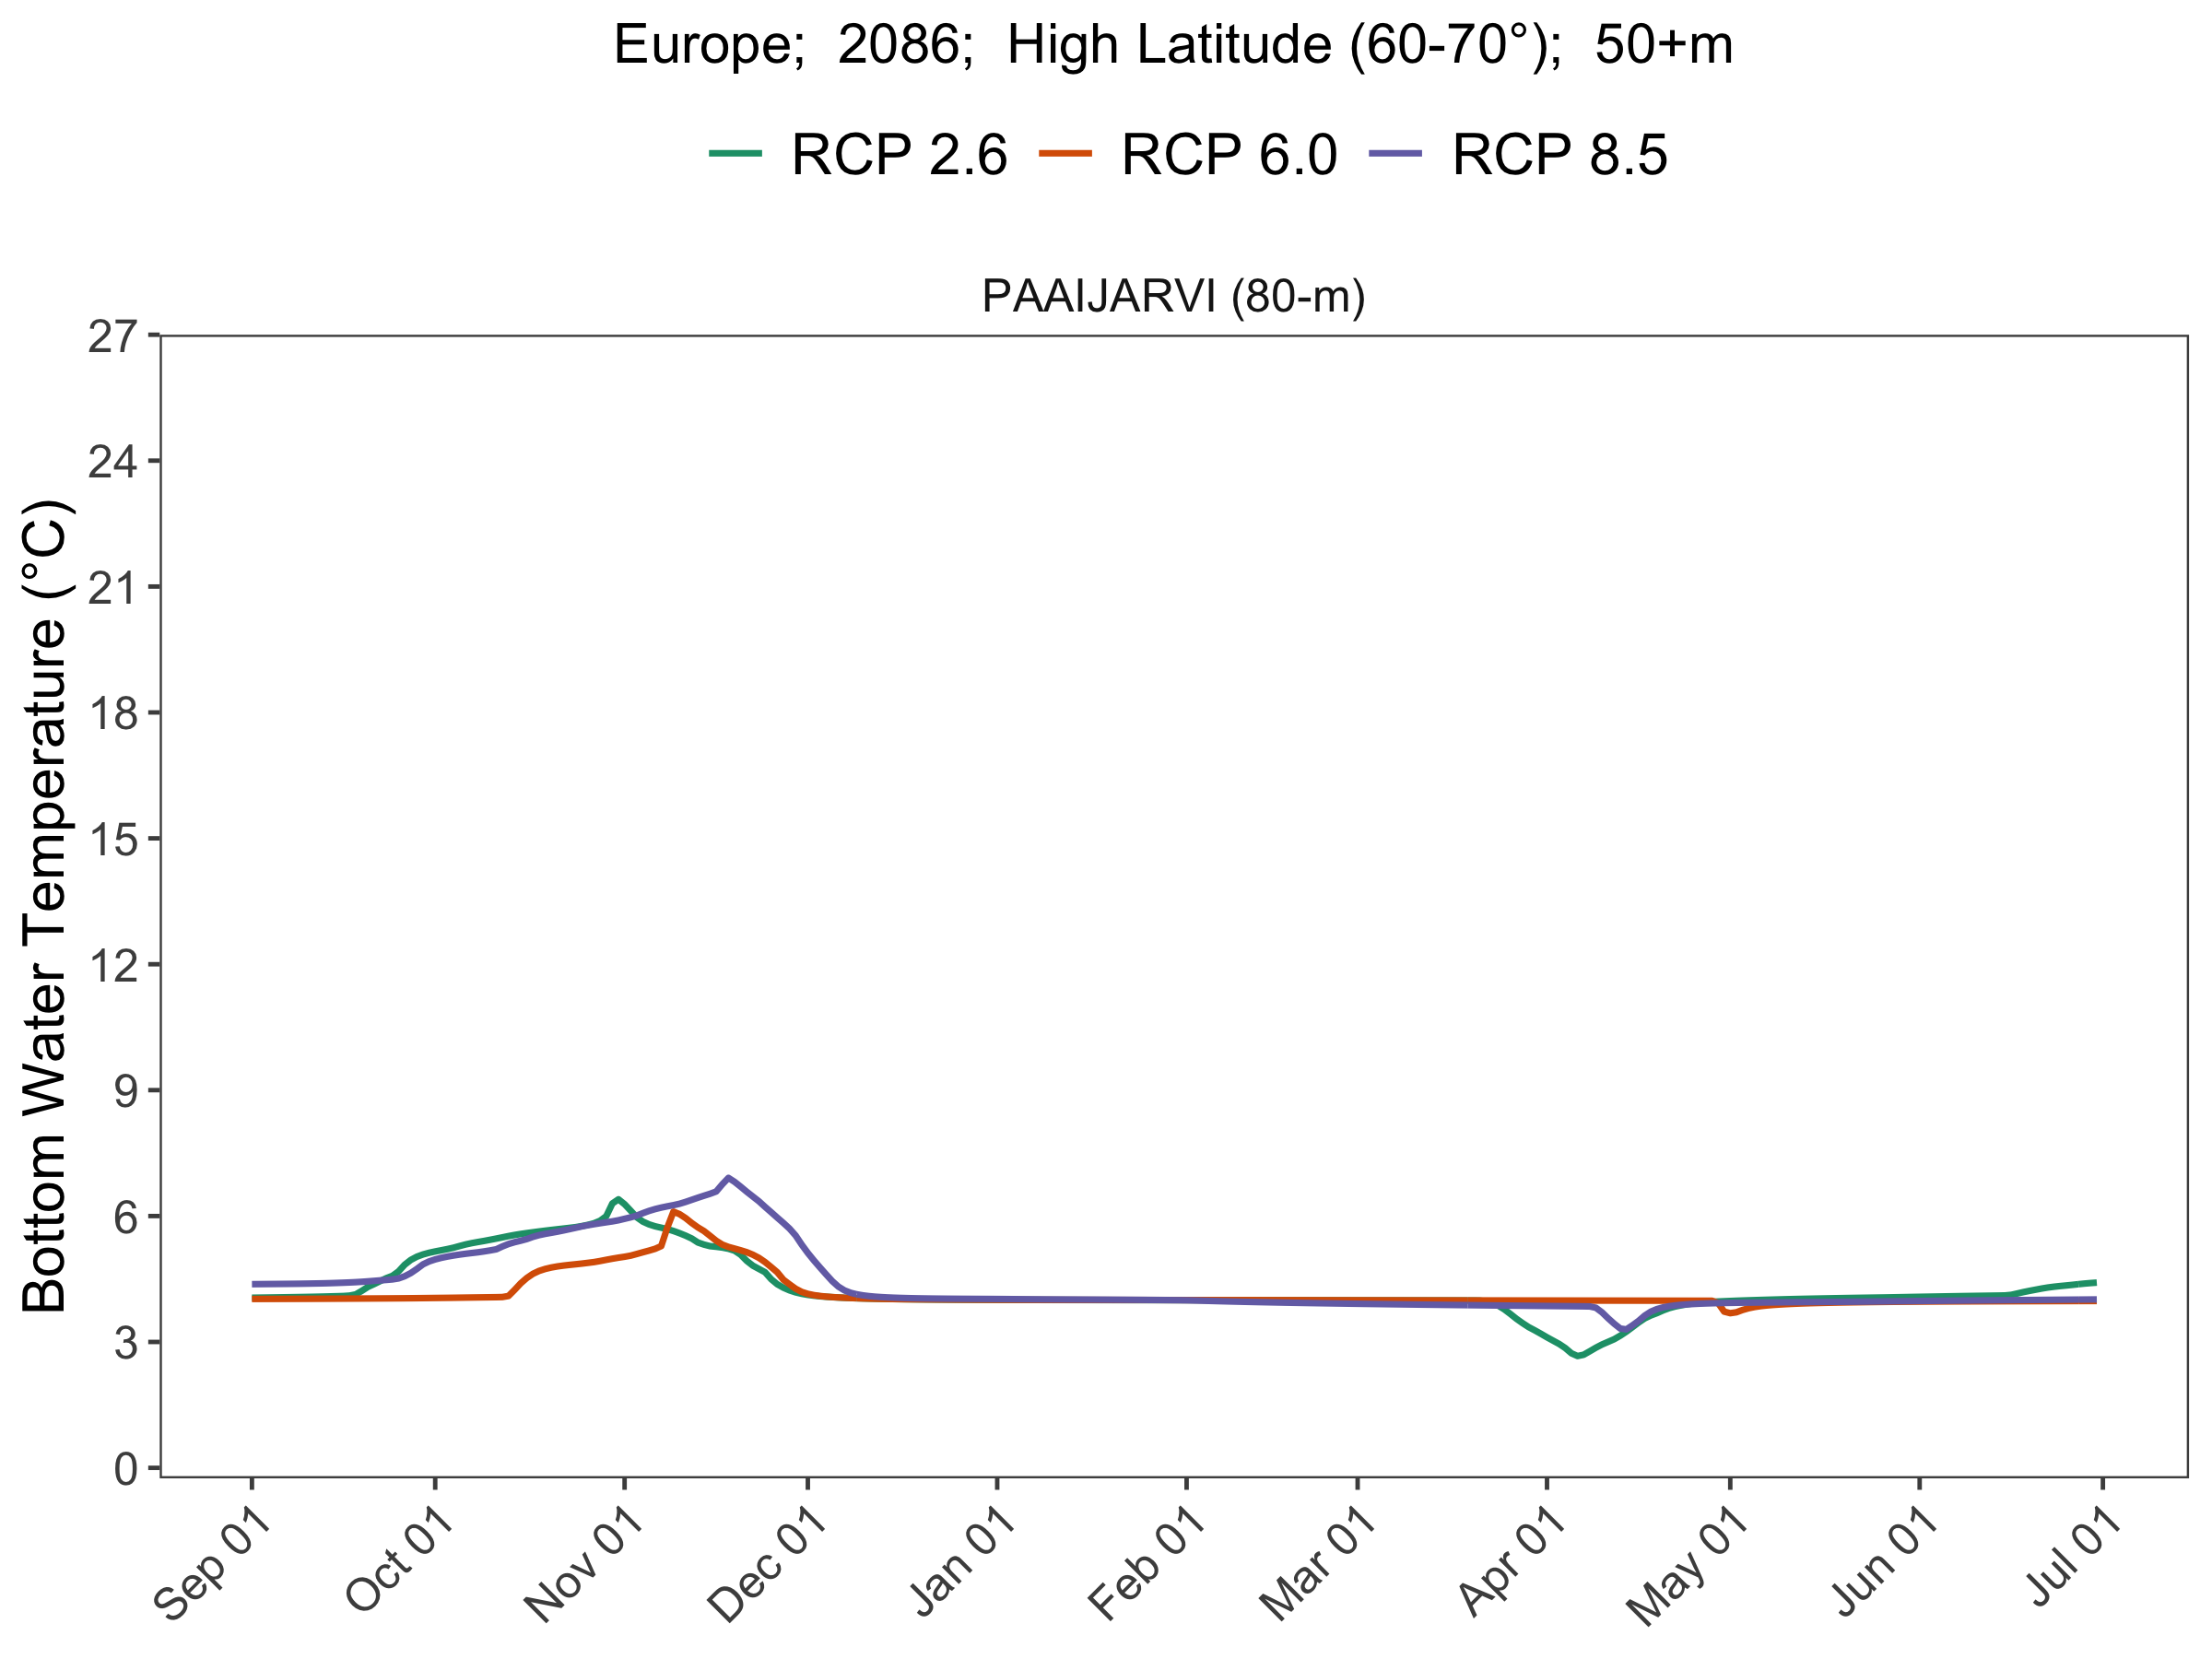 Europe; 2086; High Latitude (60-70°); 50+m
RCP 2.6 RCP 6.0 RCP 8.5
PAAIJARVI (80-m)
Bottom Water Temperature (°C)
27
24
21
18
15
12
9
6
3
0
Sep 01 Oct 01 Nov 01 Dec 01 Jan 01 Feb 01 Mar 01 Apr 01 May 01 Jun 01 Jul 01